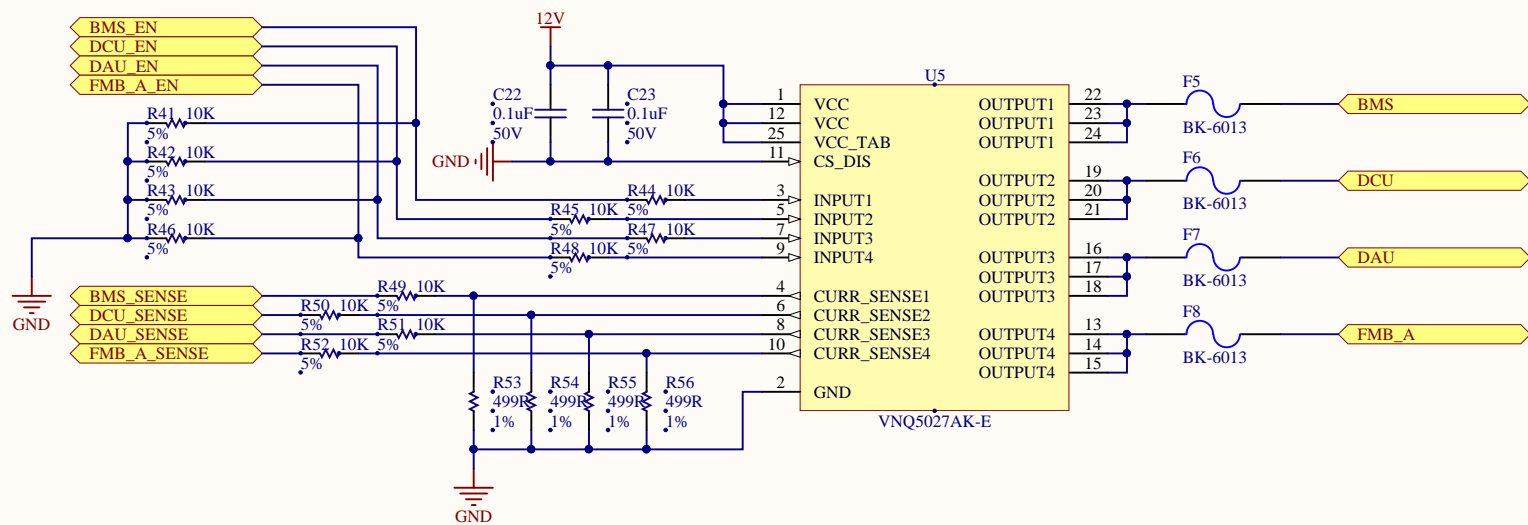 BMS_EN
DCU_EN
DAU_EN
FMB_A_EN
R41 10K
5%
R42 10K
5%
R43 10K
5%
R46 10K
5%
GND
12V
C22
0.1uF
50V
C23
0.1uF
50V
GND
R44 10K
5%
R45 10K
5%
R47 10K
5%
R48 10K
5%
BMS_SENSE
DCU_SENSE
DAU_SENSE
FMB_A_SENSE
R49 10K
5%
R50 10K
5%
R51 10K
5%
R52 10K
5%
R53
499R
1%
R54
499R
1%
R55
499R
1%
R56
499R
1%
GND
U5
1 VCC
12 VCC
25 VCC_TAB
11 CS_DIS
3 INPUT1
5 INPUT2
7 INPUT3
9 INPUT4
4 CURR_SENSE1
6 CURR_SENSE2
8 CURR_SENSE3
10 CURR_SENSE4
2 GND
OUTPUT1 22
OUTPUT1 23
OUTPUT1 24
OUTPUT2 19
OUTPUT2 20
OUTPUT2 21
OUTPUT3 16
OUTPUT3 17
OUTPUT3 18
OUTPUT4 13
OUTPUT4 14
OUTPUT4 15
VNQ5027AK-E
F5
BK-6013
BMS
F6
BK-6013
DCU
F7
BK-6013
DAU
F8
BK-6013
FMB_A